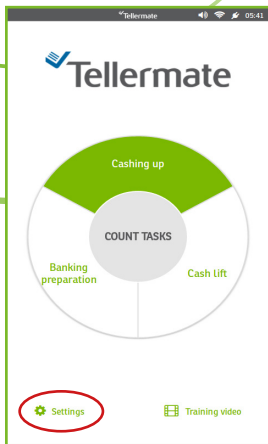 Tellermate 05:41
Tellermate
Cashing up
COUNT TASKS
Banking
preparation
Cash lift
Settings
Training video